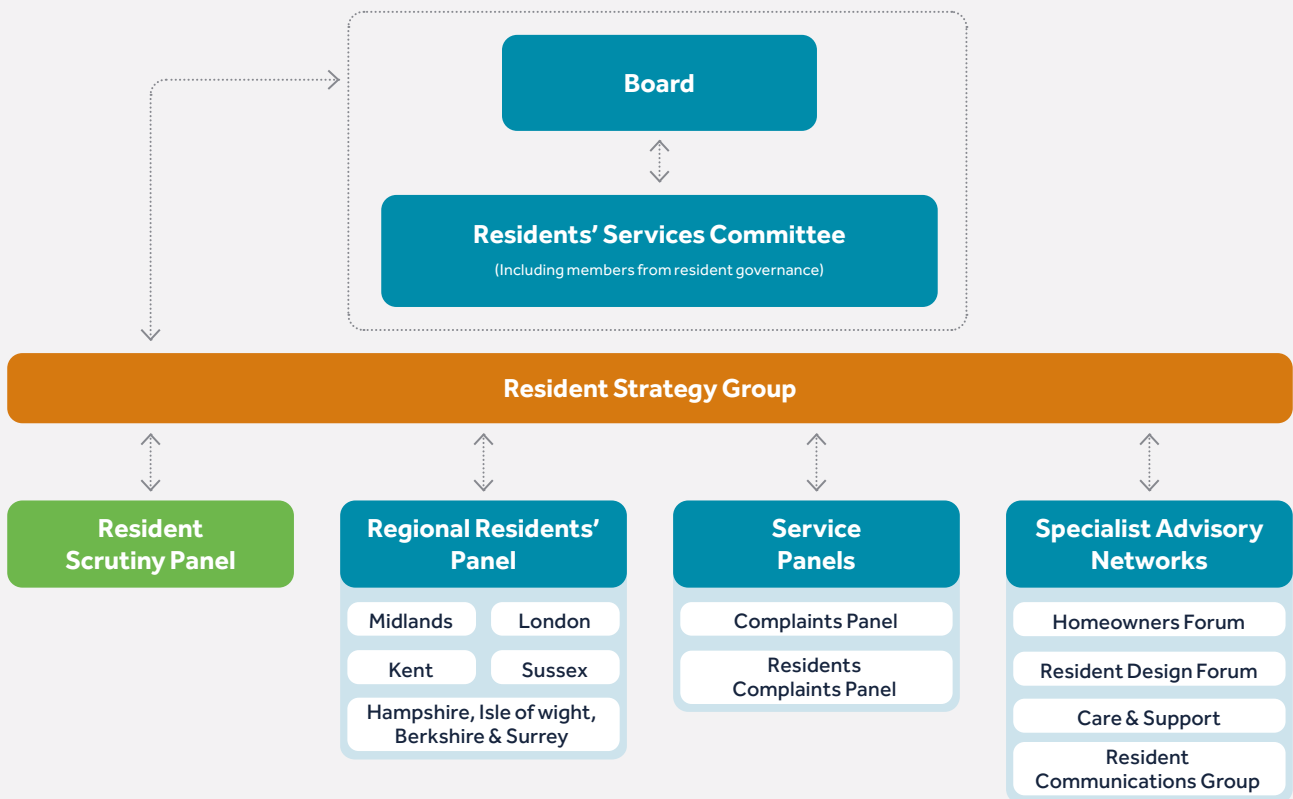 Board
Residents’ Services Committee
(Including members from resident governance)
Resident Strategy Group
Resident
Scrutiny Panel
Regional Residents’
Panel
Midlands
London
Kent
Sussex
Hampshire, Isle of wight,
Berkshire & Surrey
Service
Panels
Complaints Panel
Residents
Complaints Panel
Specialist Advisory
Networks
Homeowners Forum
Resident Design Forum
Care & Support
Resident
Communications Group